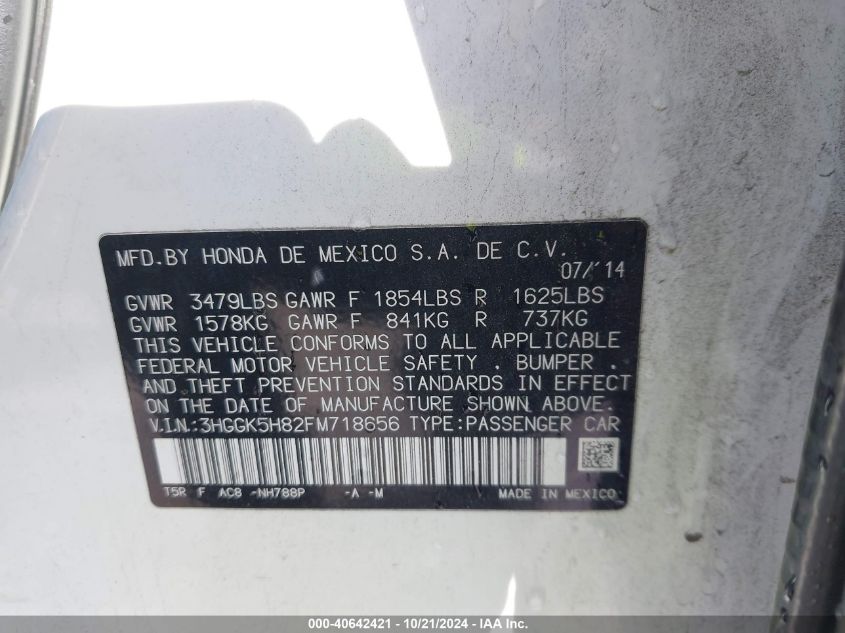 MFD.BY HONDA DE MEXICO S.A. DE C.V.
07/'14
GVWR 3479LBS GAWR F 1854LBS R 1625LBS
GVWR 1578KG GAWR F 841KG R 737KG
THIS VEHICLE CONFORMS TO ALL APPLICABLE
FEDERAL MOTOR VEHICLE SAFETY . BUMPER .
AND THEFT PREVENTION STANDARDS IN EFFECT
ON THE DATE OF MANUFACTURE SHOWN ABOVE.
V.I.N.:3HGGK5H82FM718656 TYPE:PASSENGER CAR
T5R F AC8 -NH788P -A -M MADE IN MEXICO
000-40642421 - 10/21/2024 - IAA Inc.